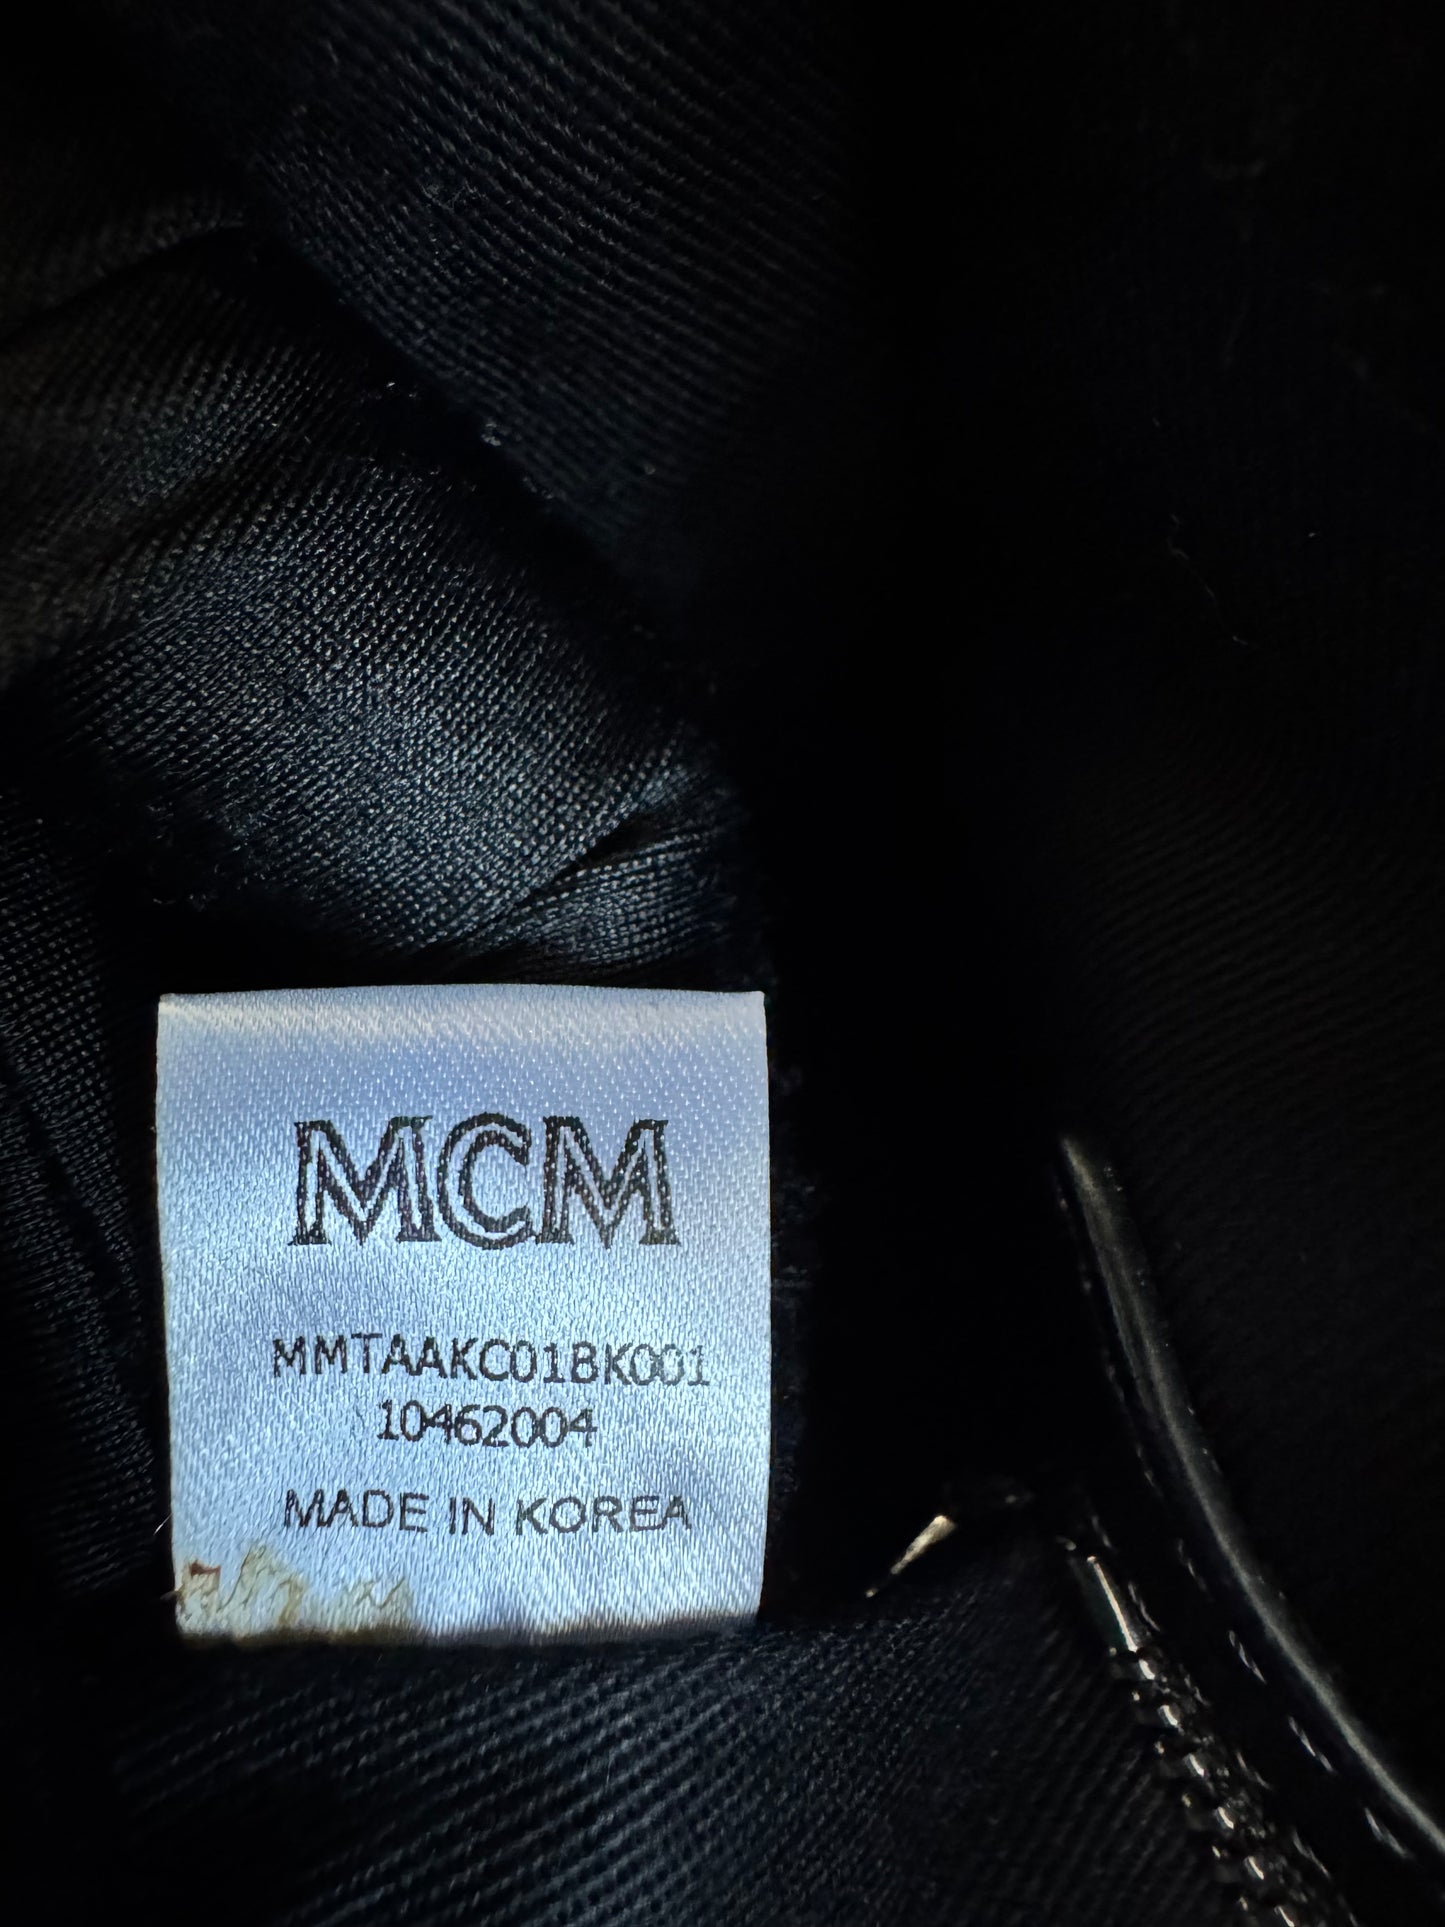 MCM
MMTAAKC01BK001
10462004
MADE IN KOREA